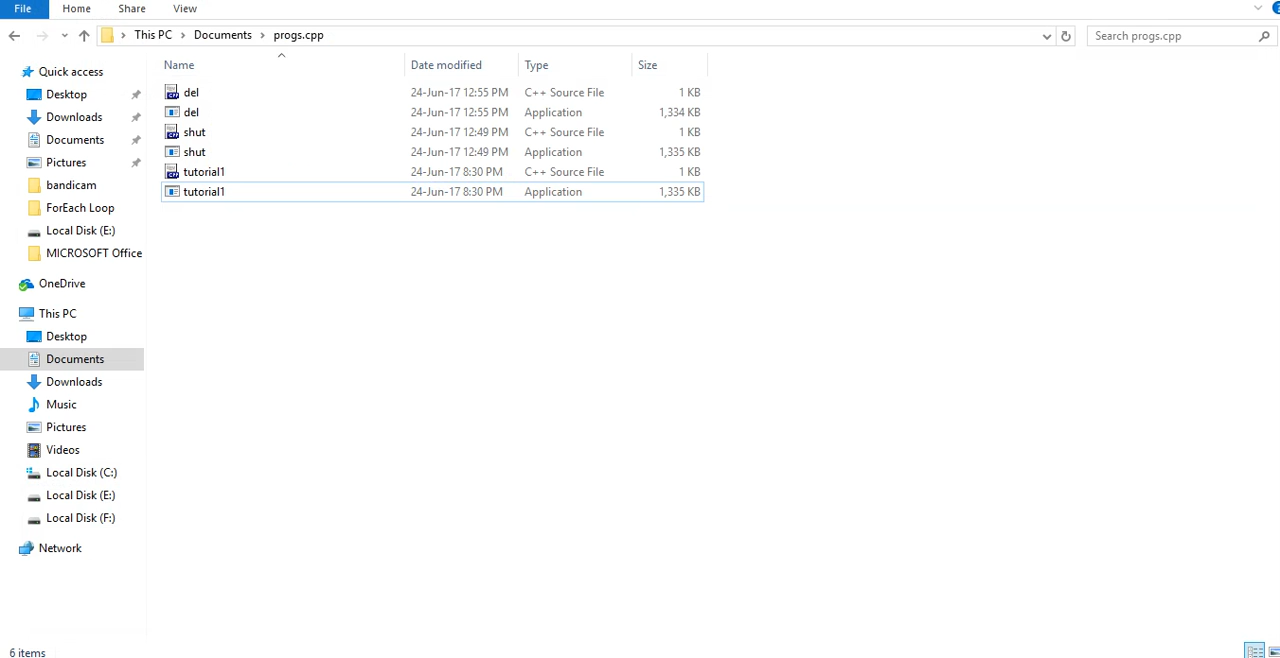 File Home Share View
This PC > Documents > progs.cpp Search progs.cpp
Name Date modified Type Size
Quick access
Desktop
Downloads
Documents
Pictures
bandicam
ForEach Loop
Local Disk (E:)
MICROSOFT Office
OneDrive
This PC
Desktop
Documents
Downloads
Music
Pictures
Videos
Local Disk (C:)
Local Disk (E:)
Local Disk (F:)
Network
del 24-Jun-17 12:55 PM C++ Source File 1 KB
del 24-Jun-17 12:55 PM Application 1,334 KB
shut 24-Jun-17 12:49 PM C++ Source File 1 KB
shut 24-Jun-17 12:49 PM Application 1,335 KB
tutorial1 24-Jun-17 8:30 PM C++ Source File 1 KB
tutorial1 24-Jun-17 8:30 PM Application 1,335 KB
6 items